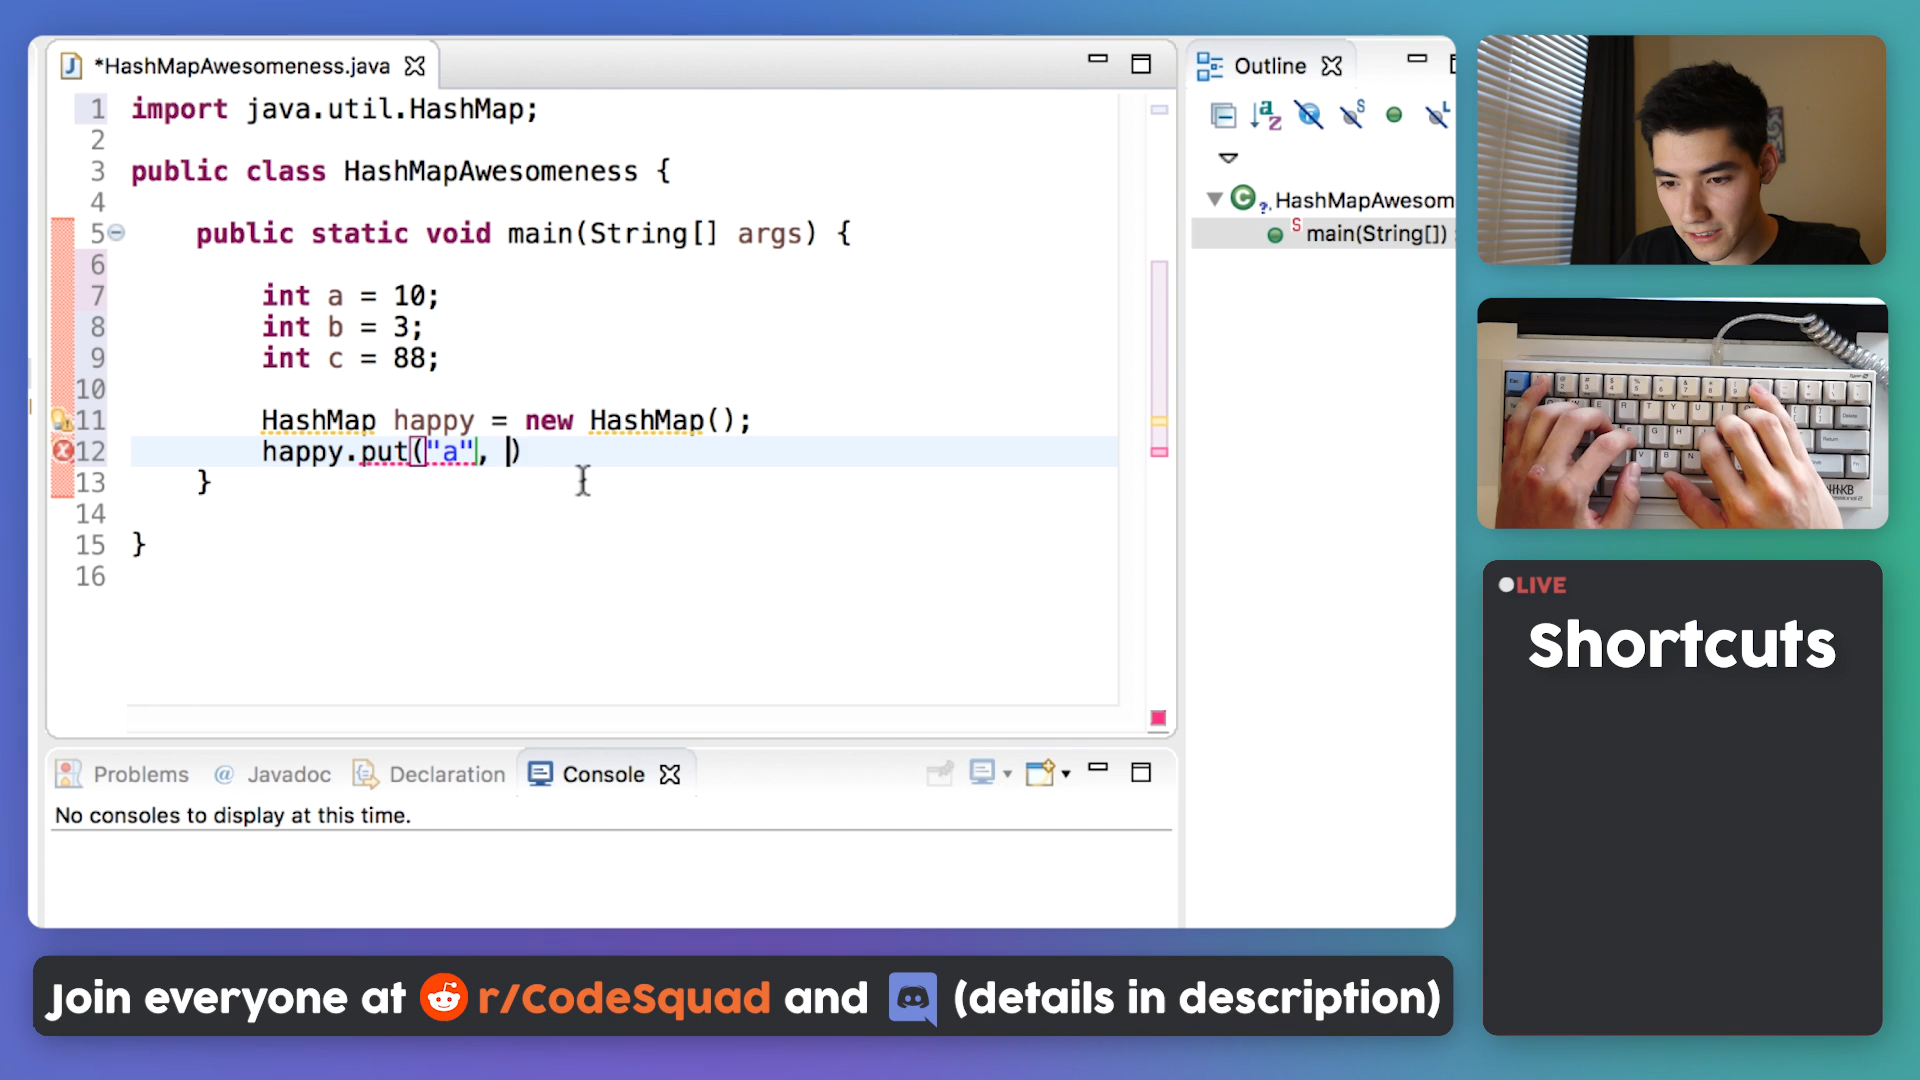 *HashMapAwesomeness.java
1 import java.util.HashMap;
2
3 public class HashMapAwesomeness {
4
5 public static void main(String[] args) {
6
7 int a = 10;
8 int b = 3;
9 int c = 88;
10
11 HashMap happy = new HashMap();
12 happy.put("a", )
13 }
14
15 }
16
Outline
HashMapAwesom
main(String[])
Problems @ Javadoc Declaration Console
No consoles to display at this time.
LIVE
Shortcuts
Join everyone at r/CodeSquad and (details in description)